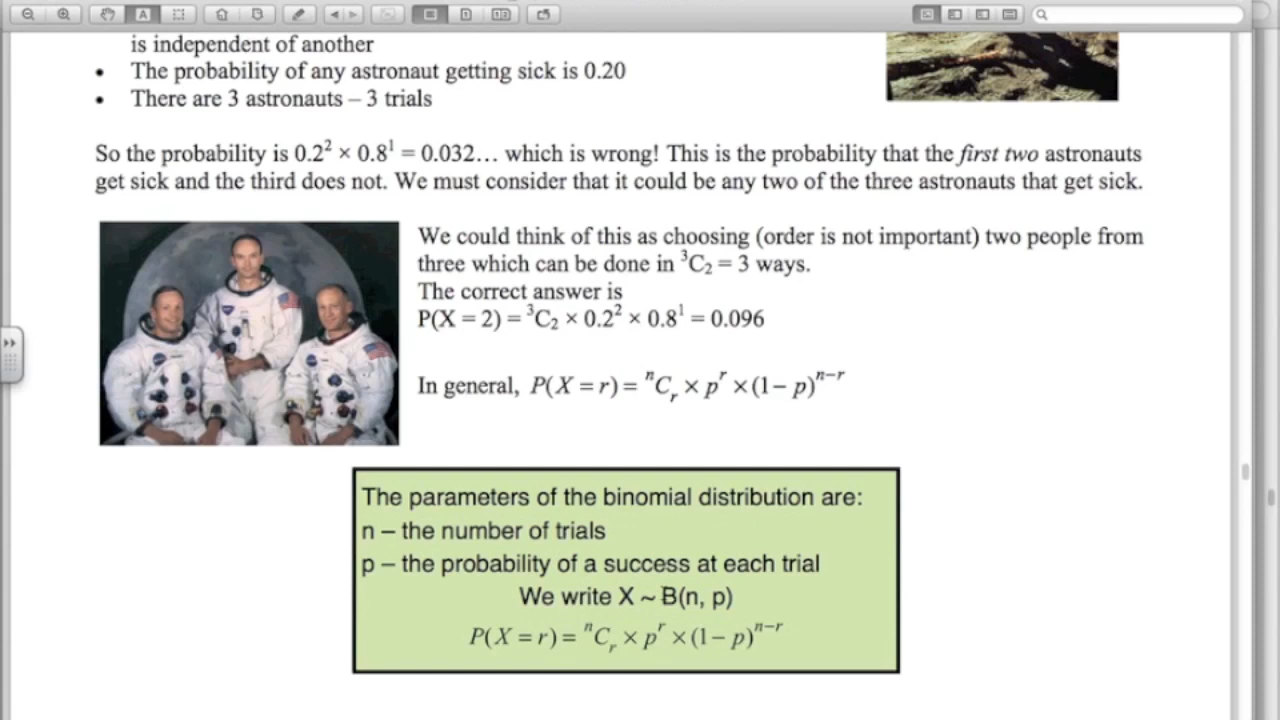 is independent of another
• The probability of any astronaut getting sick is 0.20
• There are 3 astronauts – 3 trials
So the probability is 0.2² × 0.8¹ = 0.032… which is wrong! This is the probability that the first two astronauts
get sick and the third does not. We must consider that it could be any two of the three astronauts that get sick.
We could think of this as choosing (order is not important) two people from
three which can be done in ³C₂ = 3 ways.
The correct answer is
P(X = 2) = ³C₂ × 0.2² × 0.8¹ = 0.096
In general, P(X = r) = ⁿCᵣ × pʳ × (1 – p)ⁿ⁻ʳ
The parameters of the binomial distribution are:
n – the number of trials
p – the probability of a success at each trial
We write X ~ B(n, p)
P(X = r) = ⁿCᵣ × pʳ × (1 – p)ⁿ⁻ʳ